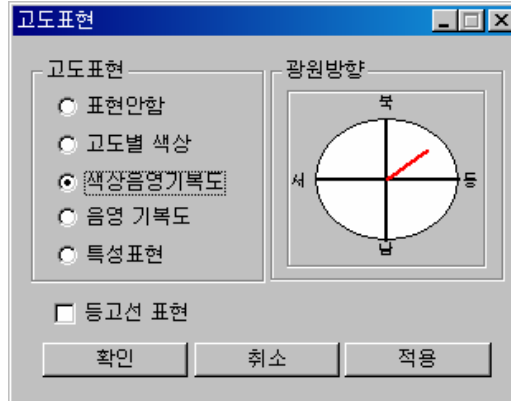 고도표현
고도표현
표현안함
고도별 색상
색상음영기복도
음영 기복도
특성표현
광원방향
북
서
동
남
등고선 표현
확인
취소
적용